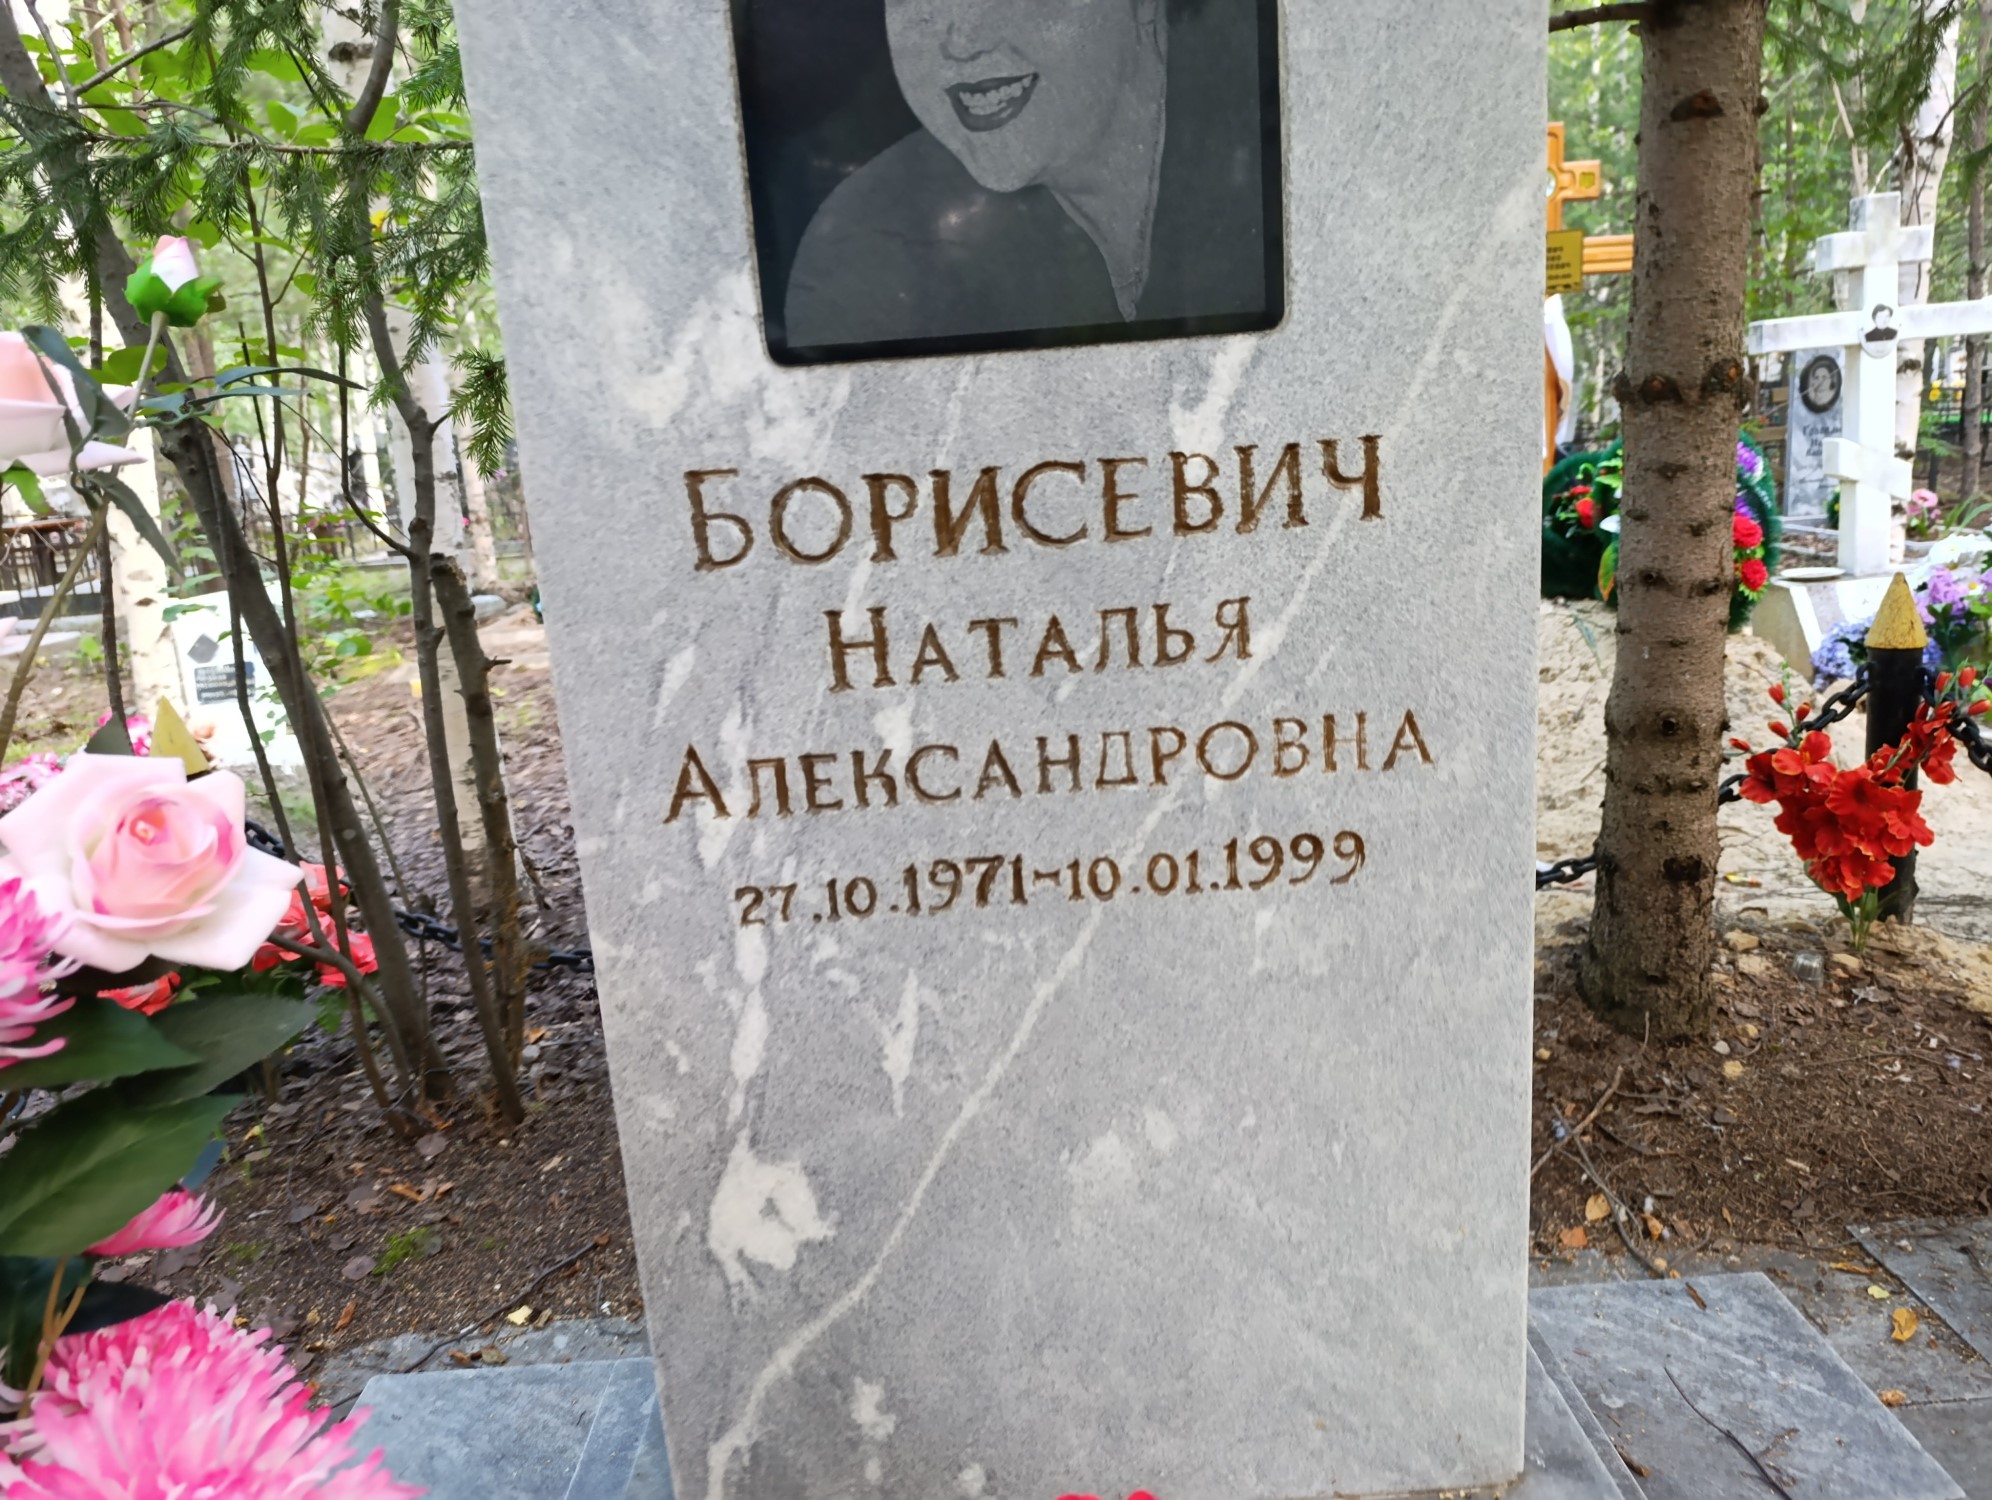 БОРИСЕВИЧ
НАТАЛЬЯ
АЛЕКСАНДРОВНА
27.10.1971-10.01.1999